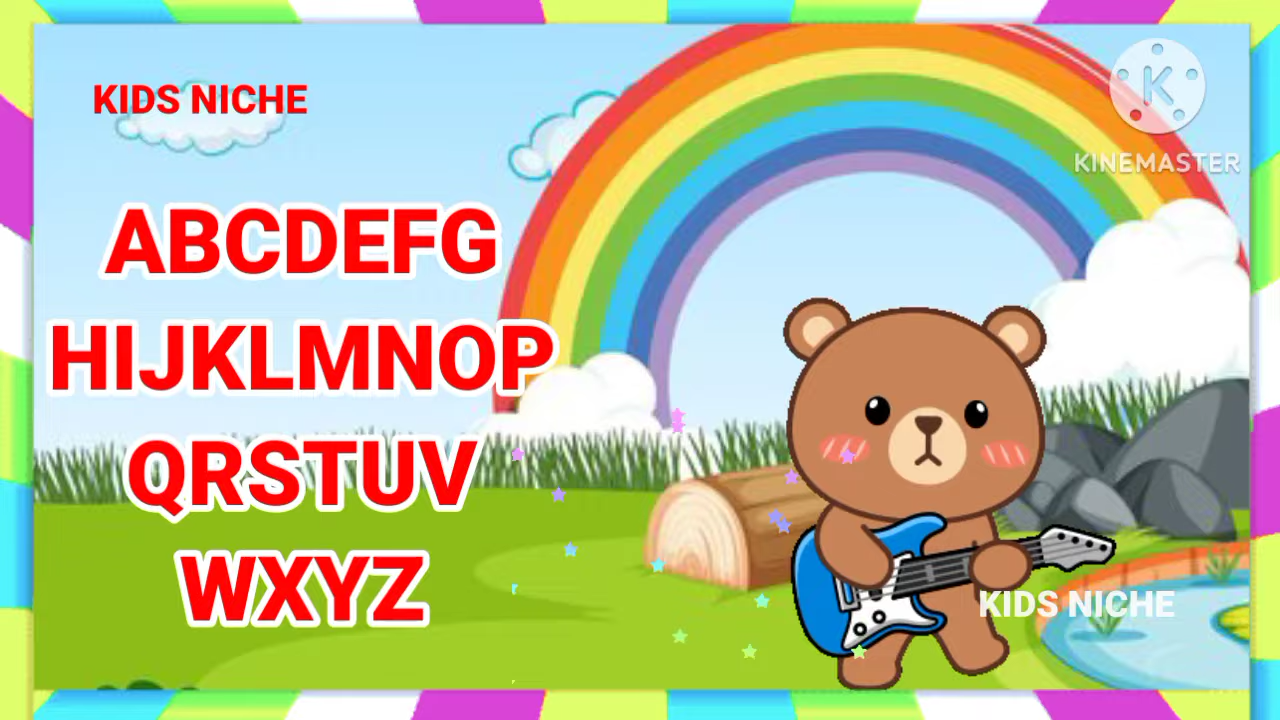 KIDS NICHE
KINEMASTER
ABCDEFG
HIJKLMNOP
QRSTUV
WXYZ
KIDS NICHE